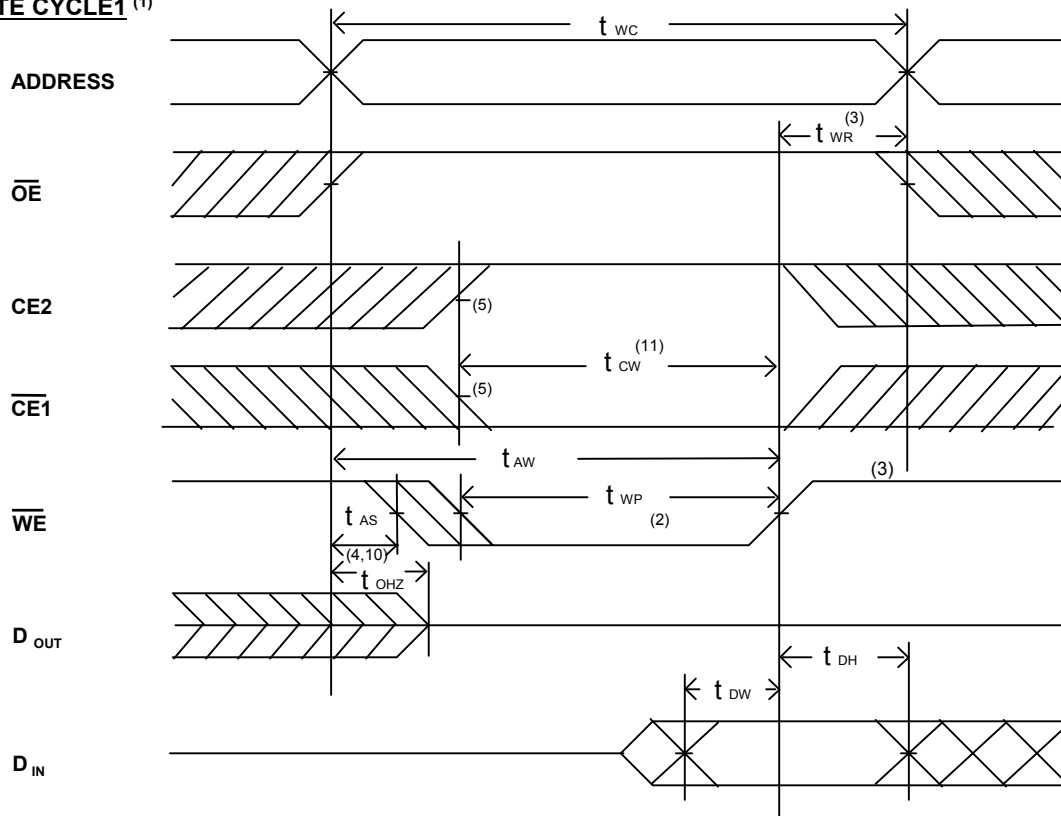 TE CYCLE1 (1)
t WC
ADDRESS
t WR (3)
OE
CE2
(5)
t CW (11)
(5)
CE1
t AW
(3)
t WP
(2)
WE
t AS
(4,10)
t OHZ
D OUT
t DH
t DW
D IN